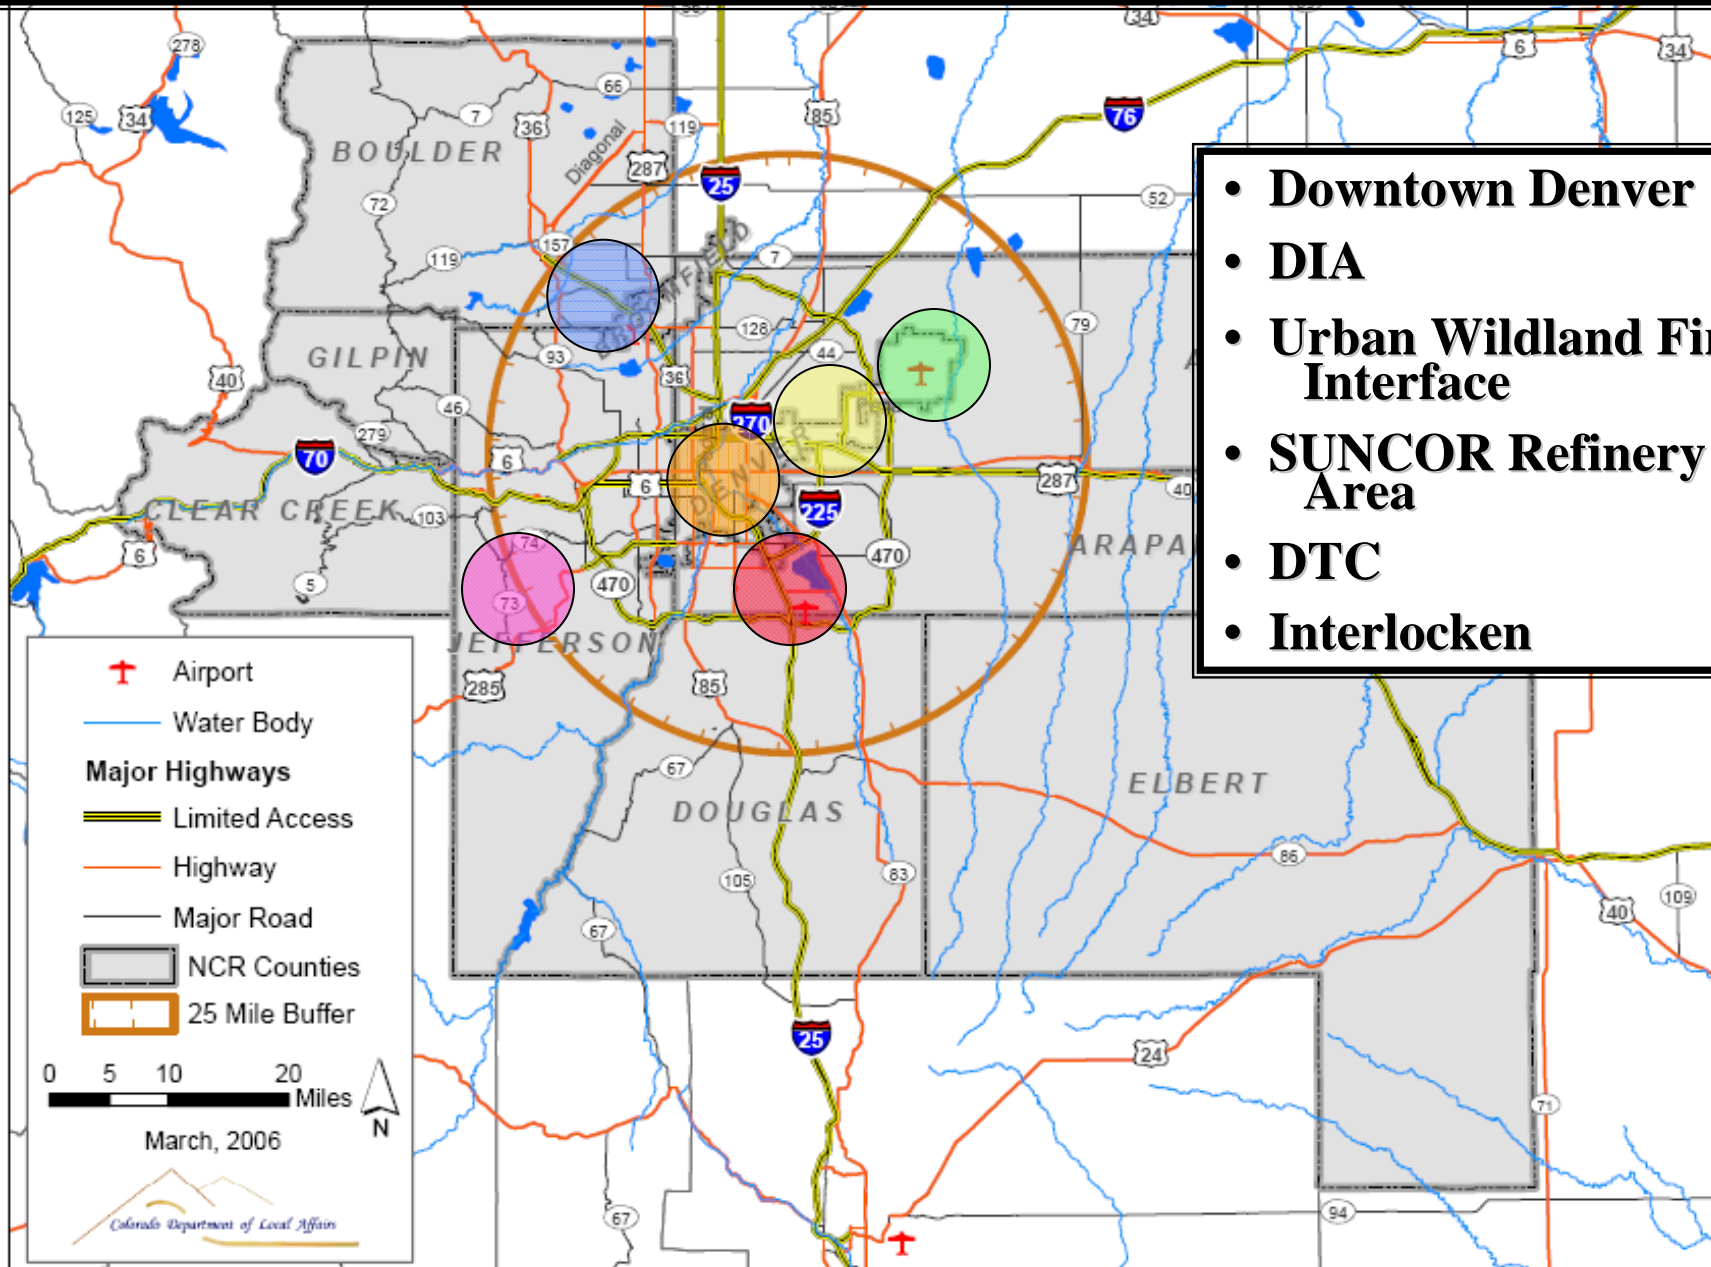 278
34
6
34
66
125
34
7
36
119
85
76
BOULDER
Diagonal
287
25
52
72
157
119
7
BROOMFIELD
79
128
GILPIN
93
44
40
36
46
270
279
70
6
6
DENVER
287
40
225
CLEAR CREEK
103
74
470
ARAPA
6
5
470
73
JEFFERSON
285
85
67
ELBERT
DOUGLAS
86
105
83
109
40
67
25
24
71
67
94
• Downtown Denver
• DIA
• Urban Wildland Fir
Interface
• SUNCOR Refinery
Area
• DTC
• Interlocken
Airport
Water Body
Major Highways
Limited Access
Highway
Major Road
NCR Counties
25 Mile Buffer
0 5 10 20
Miles
N
March, 2006
Colorado Department of Local Affairs